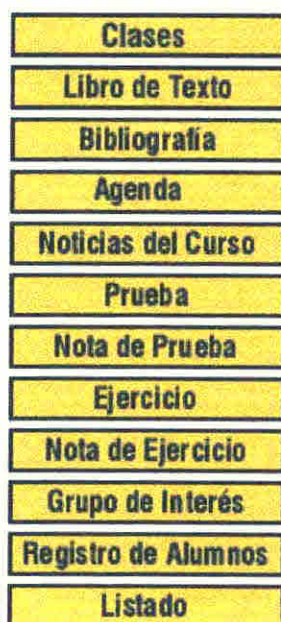 Clases
Libro de Texto
Bibliografía
Agenda
Noticias del Curso
Prueba
Nota de Prueba
Ejercicio
Nota de Ejercicio
Grupo de Interés
Registro de Alumnos
Listado